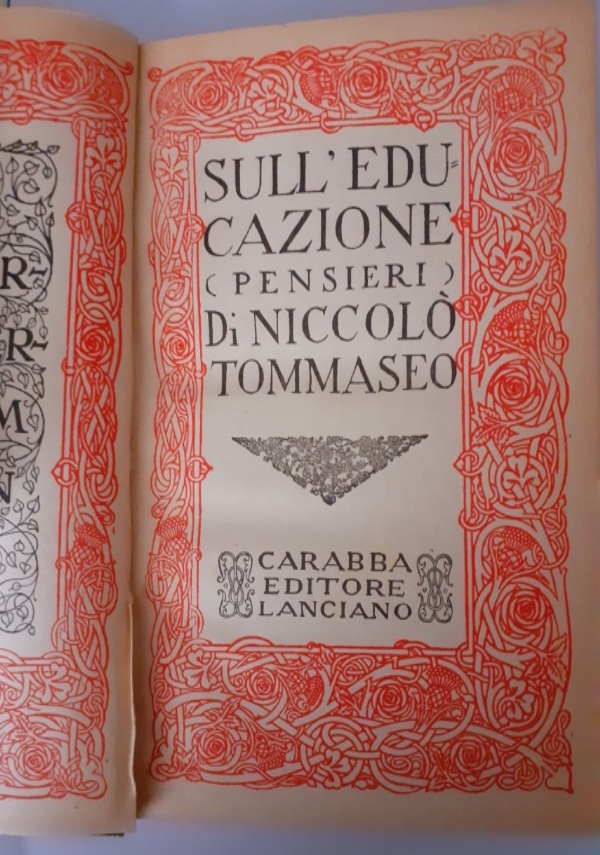 R-
R-
M
N
SULL' EDU=
CAZIONE
( PENSIERI )
Di NICCOLÒ
TOMMASEO
CARABBA
EDITORE
LANCIANO